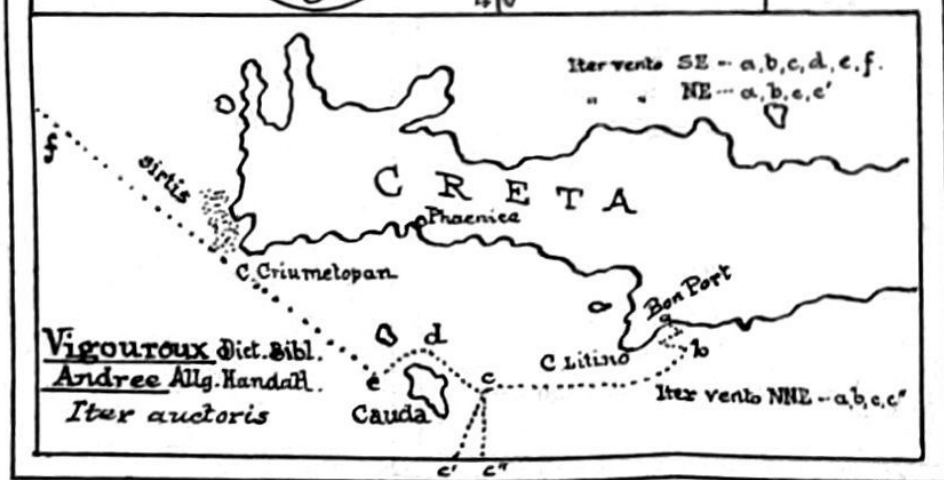 Iter vento SE -- a,b,c,d,e,f.
" " NE --- a,b,c,c'
f
Sirtis
CRETA
Phaenice
C. Criumetopan
Bon Port
a
b
C Litino
Vigouroux Dict. Bibl.
Andree Allg. Handatl.
Iter auctoris
d
e
c
Cauda
Iter vento NNE -- a,b,c,c"
c' c"